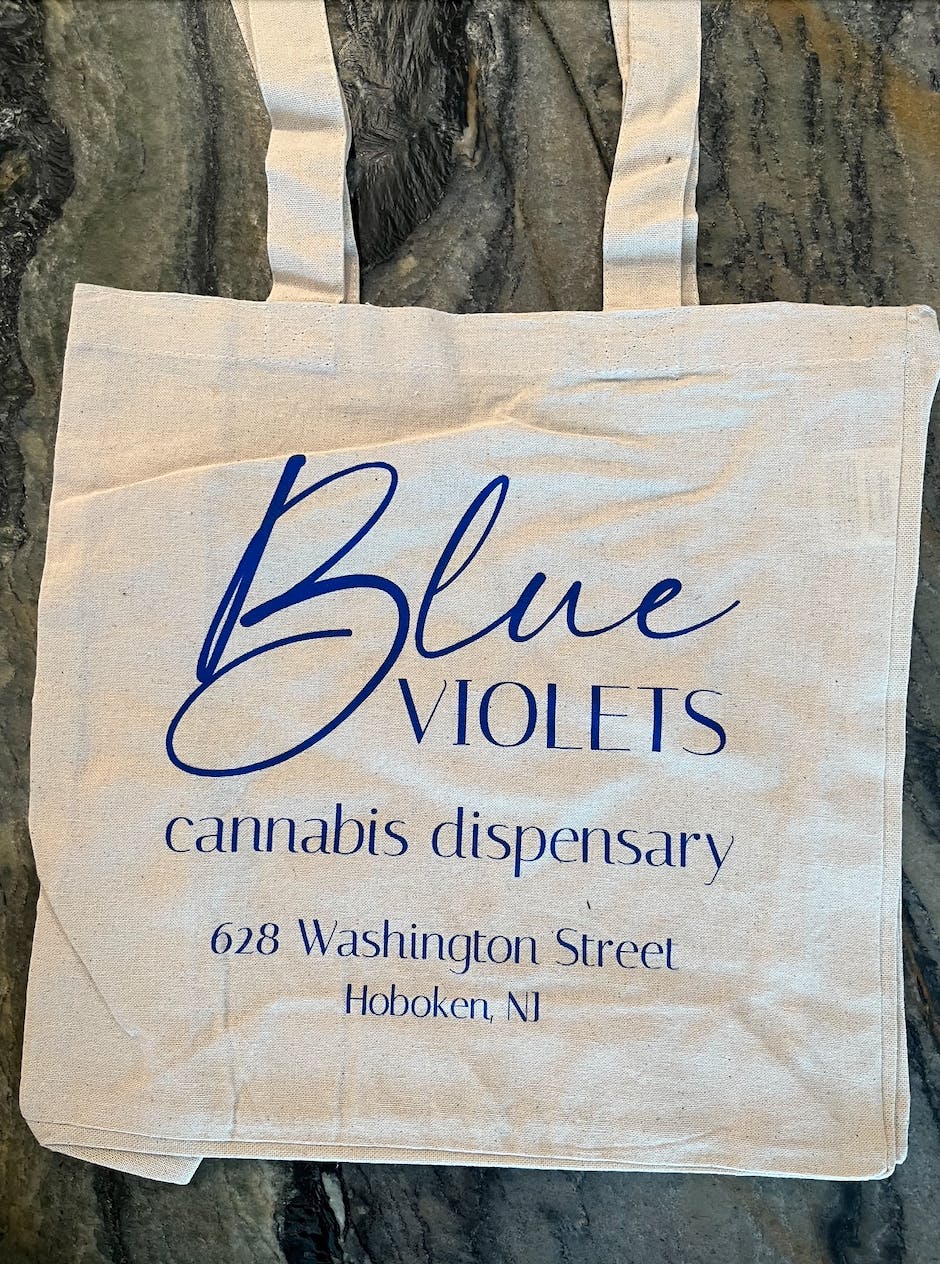 Blue
VIOLETS
cannabis dispensary
628 Washington Street
Hoboken, NJ